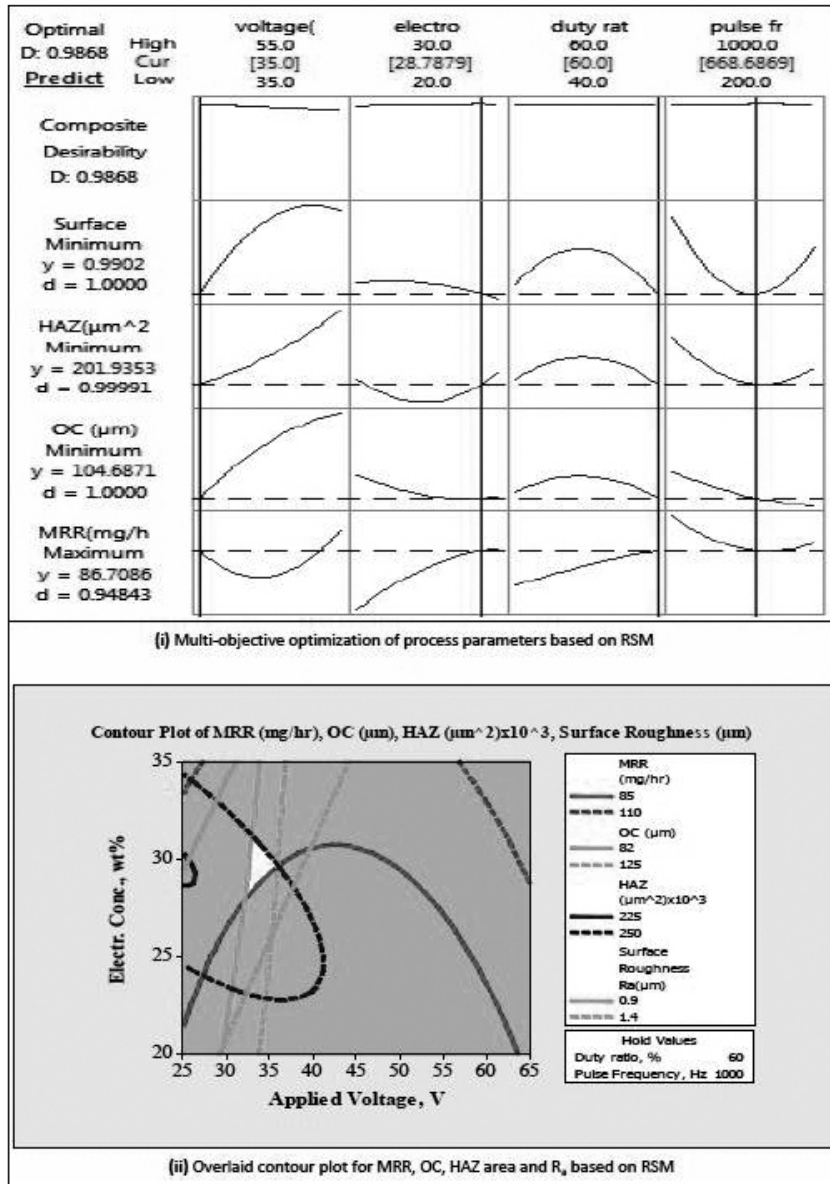 Optimal voltage( electro duty rat pulse fr
D: 0.9868 High 55.0 30.0 60.0 1000.0
Cur [35.0] [28.7879] [60.0] [668.6869]
Predict Low 35.0 20.0 40.0 200.0
Composite
Desirability
D: 0.9868
Surface
Minimum
y = 0.9902
d = 1.0000
HAZ(μm^2
Minimum
y = 201.9353
d = 0.99991
OC (μm)
Minimum
y = 104.6871
d = 1.0000
MRR(mg/h
Maximum
y = 86.7086
d = 0.94843
(i) Multi-objective optimization of process parameters based on RSM
Contour Plot of MRR (mg/hr), OC (μm), HAZ (μm^2)x10^3, Surface Roughness (μm)
35
30
25
20
25 30 35 40 45 50 55 60 65
Electr. Conc., wt%
Applied Voltage, V
MRR
(mg/hr)
85
110
OC (μm)
82
125
HAZ
(μm^2)x10^3
225
250
Surface
Roughness
Ra(μm)
0.9
1.4
Hold Values
Duty ratio, % 60
Pulse Frequency, Hz 1000
(ii) Overlaid contour plot for MRR, OC, HAZ area and Rₐ based on RSM